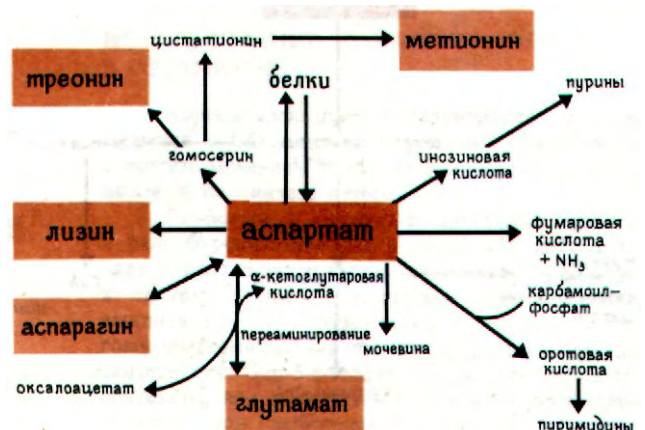 цистатионин
метионин
треонин
белки
пурины
гомосерин
инозиновая
кислота
лизин
аспартат
фумаровая
кислота
+ NH₃
α-кетоглутаровая
кислота
карбамоил-
фосфат
аспарагин
переаминирование
мочевина
оротовая
кислота
оксалоацетат
глутамат
пиримидины